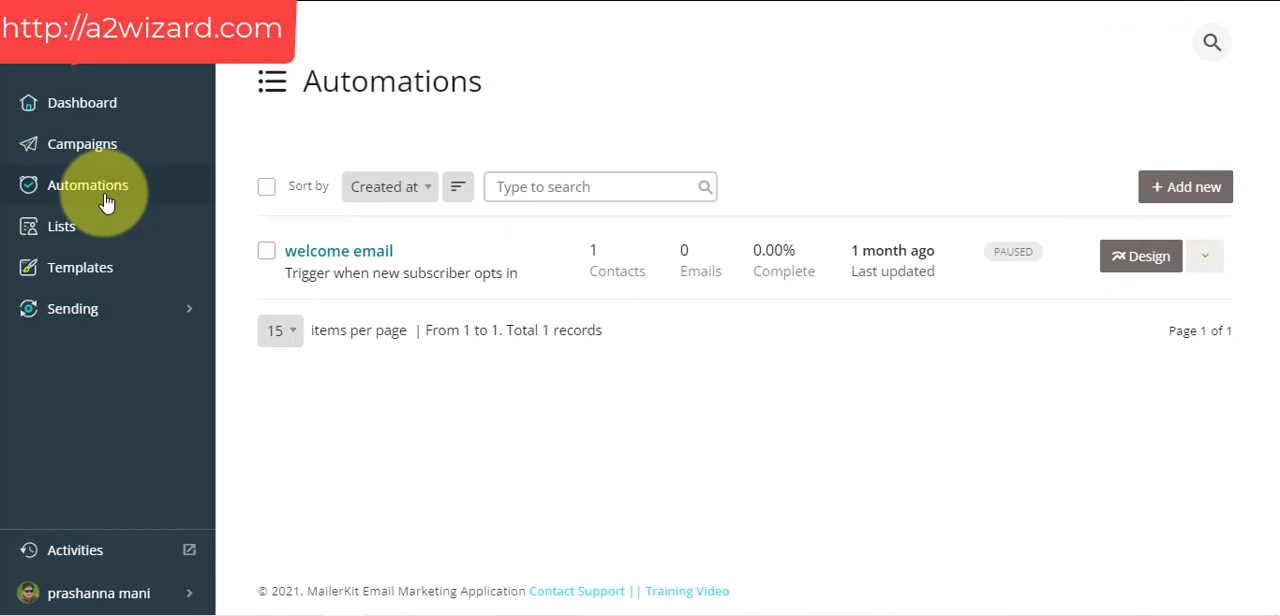 http://a2wizard.com
Dashboard
Campaigns
Automations
Lists
Templates
Sending
Activities
prashanna mani
Automations
Sort by Created at Type to search + Add new
welcome email 1 0 0.00% 1 month ago PAUSED Design
Trigger when new subscriber opts in Contacts Emails Complete Last updated
15 items per page | From 1 to 1. Total 1 records Page 1 of 1
© 2021. MailerKit Email Marketing Application Contact Support || Training Video